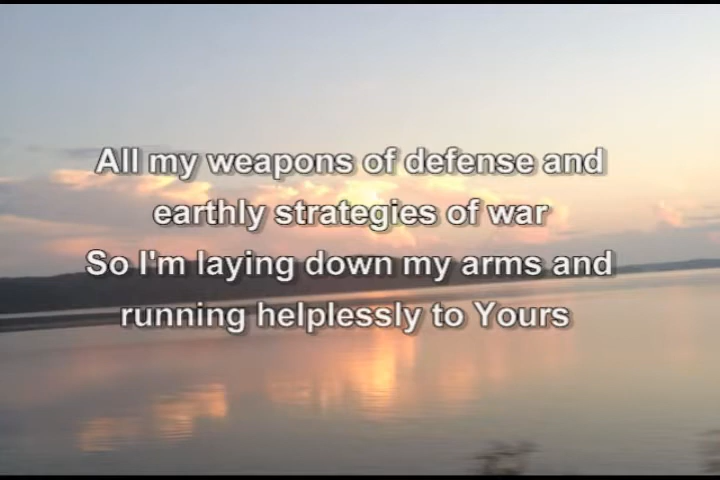 All my weapons of defense and
earthly strategies of war
So I'm laying down my arms and
running helplessly to Yours